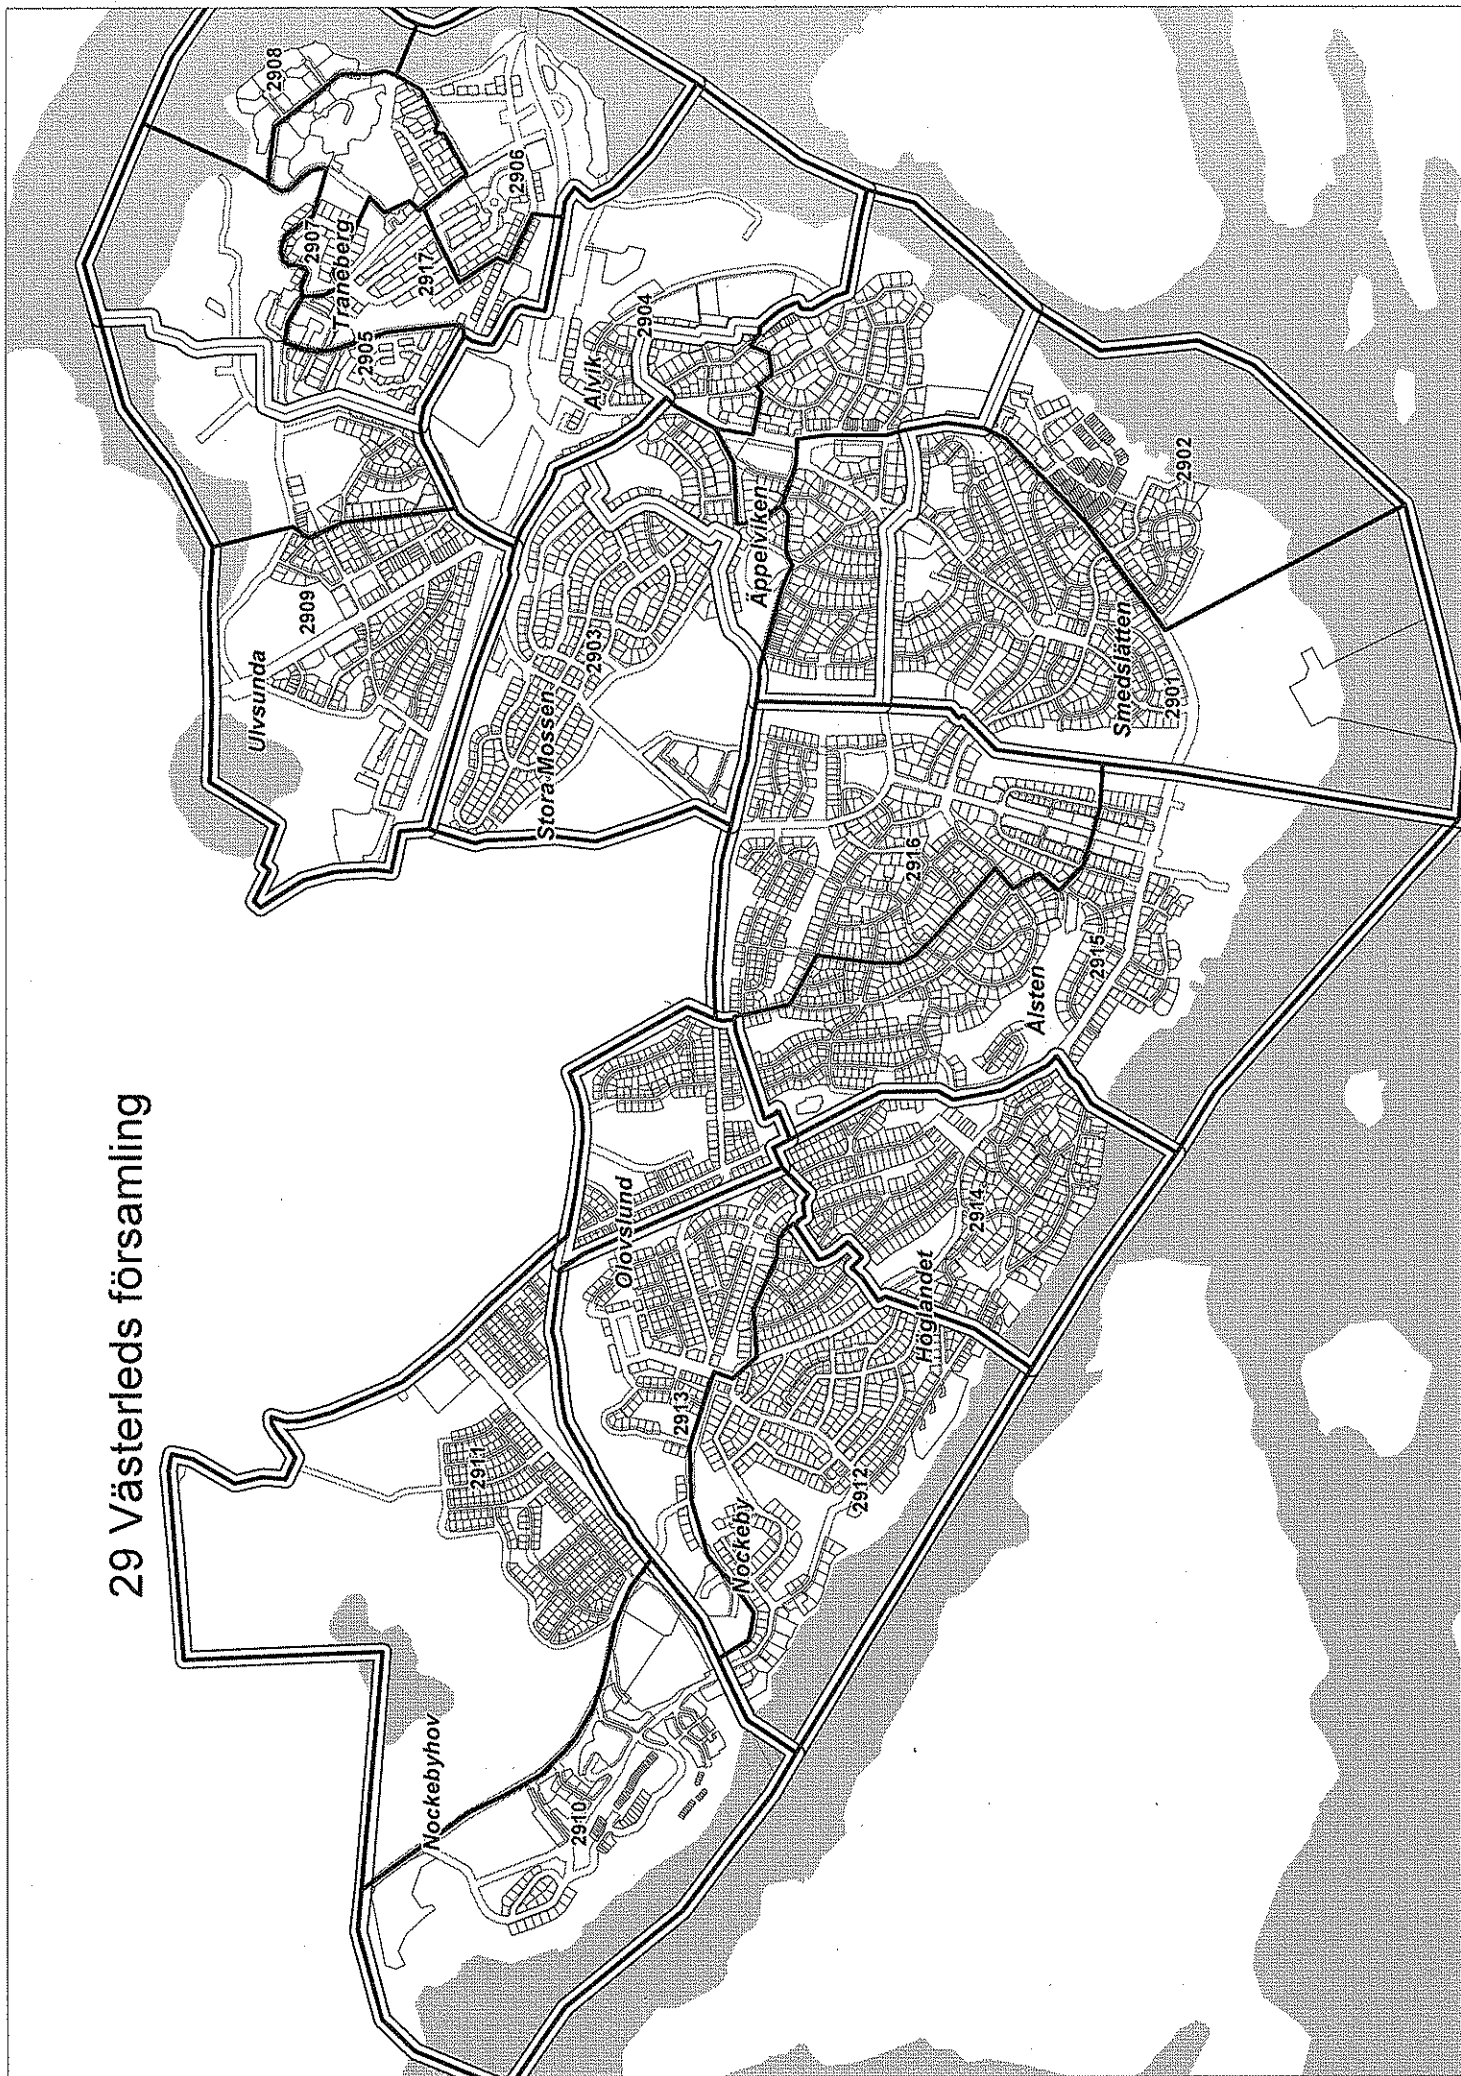 29 Västerleds församling
Nockebyhov
2910
2911
Nockeby
2912
2913
Olovslund
Höglandet
2914
Ålsten
2915
2916
Ulvsunda
2909
Stora Mossen
2903
Äppelviken
Smedslätten
2901
2902
Alvik
2904
2905
Traneberg
2907
2917
2906
2908